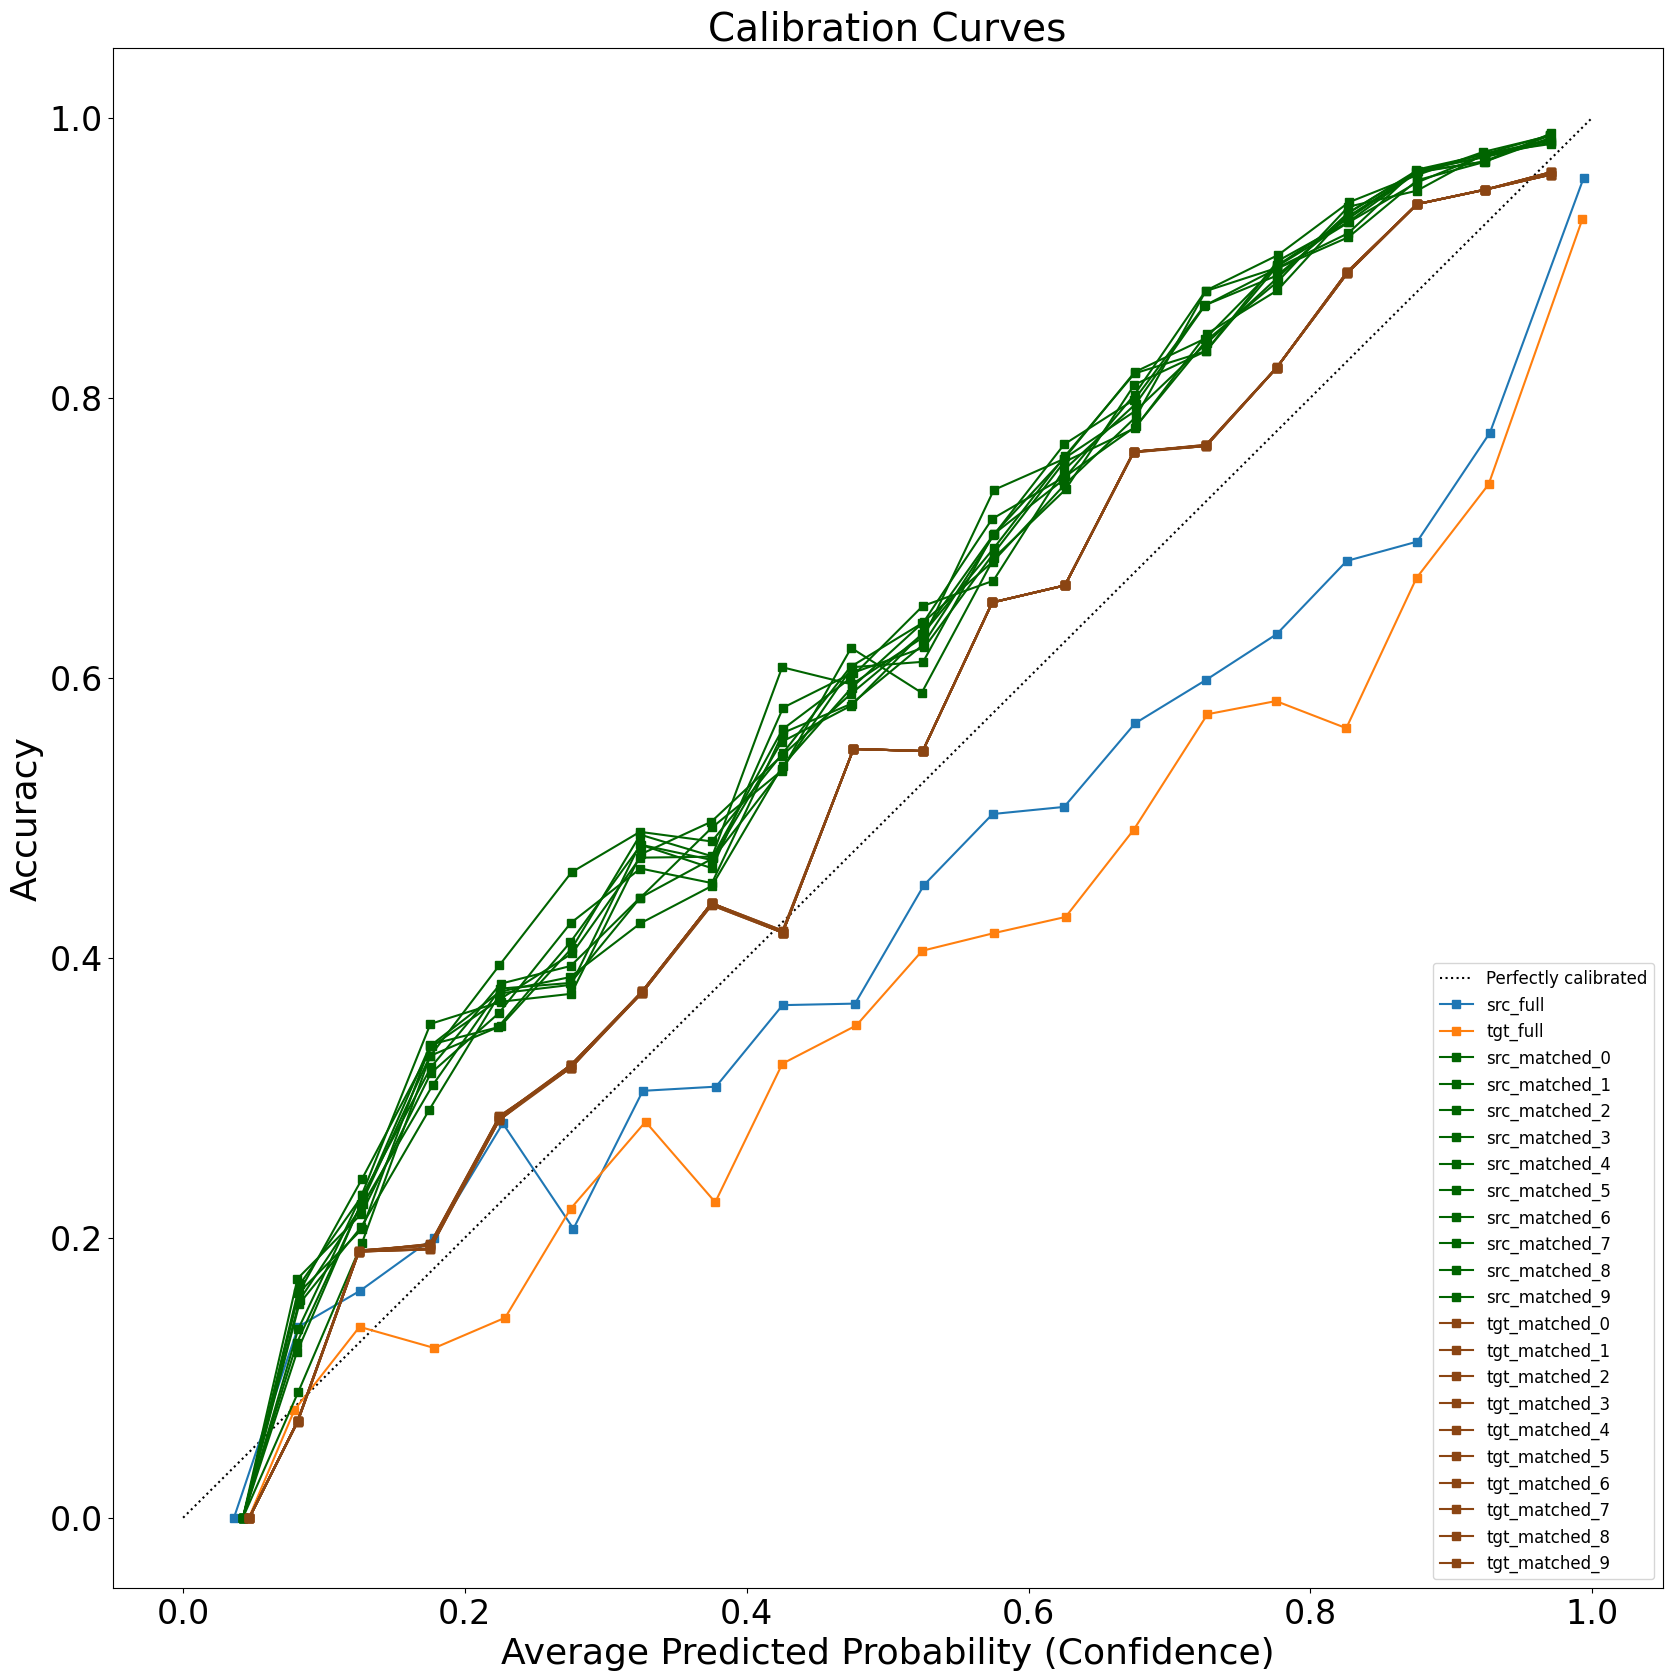 Calibration Curves
1.0
0.8
0.6
0.4
0.2
0.0
Accuracy
0.0 0.2 0.4 0.6 0.8 1.0
Average Predicted Probability (Confidence)
Perfectly calibrated
src_full
tgt_full
src_matched_0
src_matched_1
src_matched_2
src_matched_3
src_matched_4
src_matched_5
src_matched_6
src_matched_7
src_matched_8
src_matched_9
tgt_matched_0
tgt_matched_1
tgt_matched_2
tgt_matched_3
tgt_matched_4
tgt_matched_5
tgt_matched_6
tgt_matched_7
tgt_matched_8
tgt_matched_9